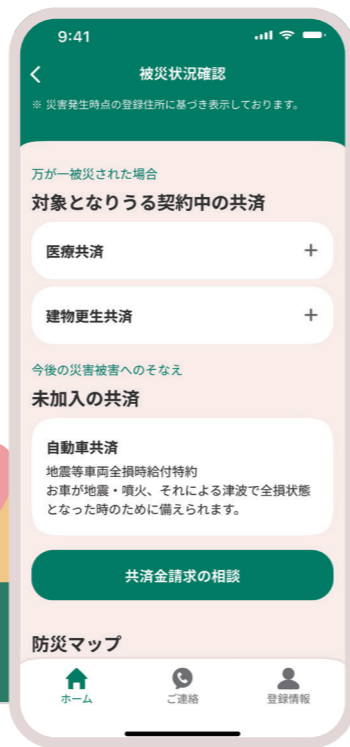 9:41
被災状況確認
※ 災害発生時点の登録住所に基づき表示しております。
万が一被災された場合
対象となりうる契約中の共済
医療共済
建物更生共済
今後の災害被害へのそなえ
未加入の共済
自動車共済
地震等車両全損時給付特約
お車が地震・噴火、それによる津波で全損状態
となった時のために備えられます。
共済金請求の相談
防災マップ
ホーム
ご連絡
登録情報